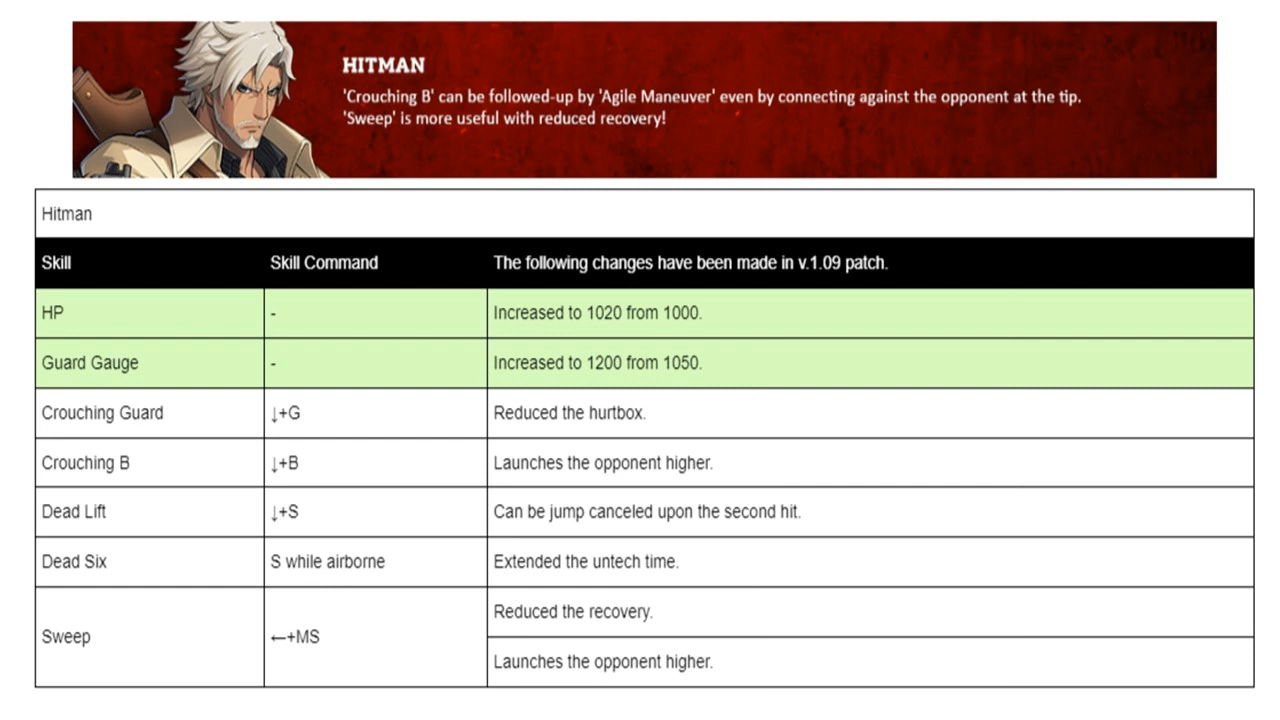 HITMAN
'Crouching B' can be followed-up by 'Agile Maneuver' even by connecting against the opponent at the tip.
'Sweep' is more useful with reduced recovery!
Hitman
Skill Skill Command The following changes have been made in v.1.09 patch.
HP - Increased to 1020 from 1000.
Guard Gauge - Increased to 1200 from 1050.
Crouching Guard ↓+G Reduced the hurtbox.
Crouching B ↓+B Launches the opponent higher.
Dead Lift ↓+S Can be jump canceled upon the second hit.
Dead Six S while airborne Extended the untech time.
Sweep ←+MS Reduced the recovery.
Launches the opponent higher.